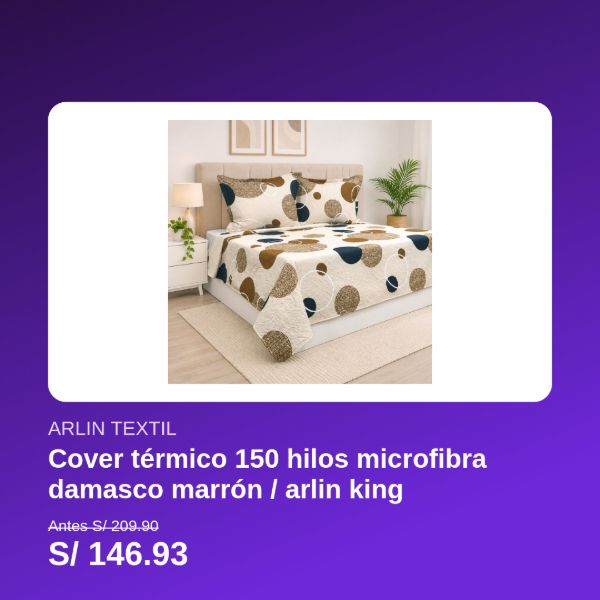 ARLIN TEXTIL
Cover térmico 150 hilos microfibra
damasco marrón / arlin king
Antes S/ 209.90
S/ 146.93